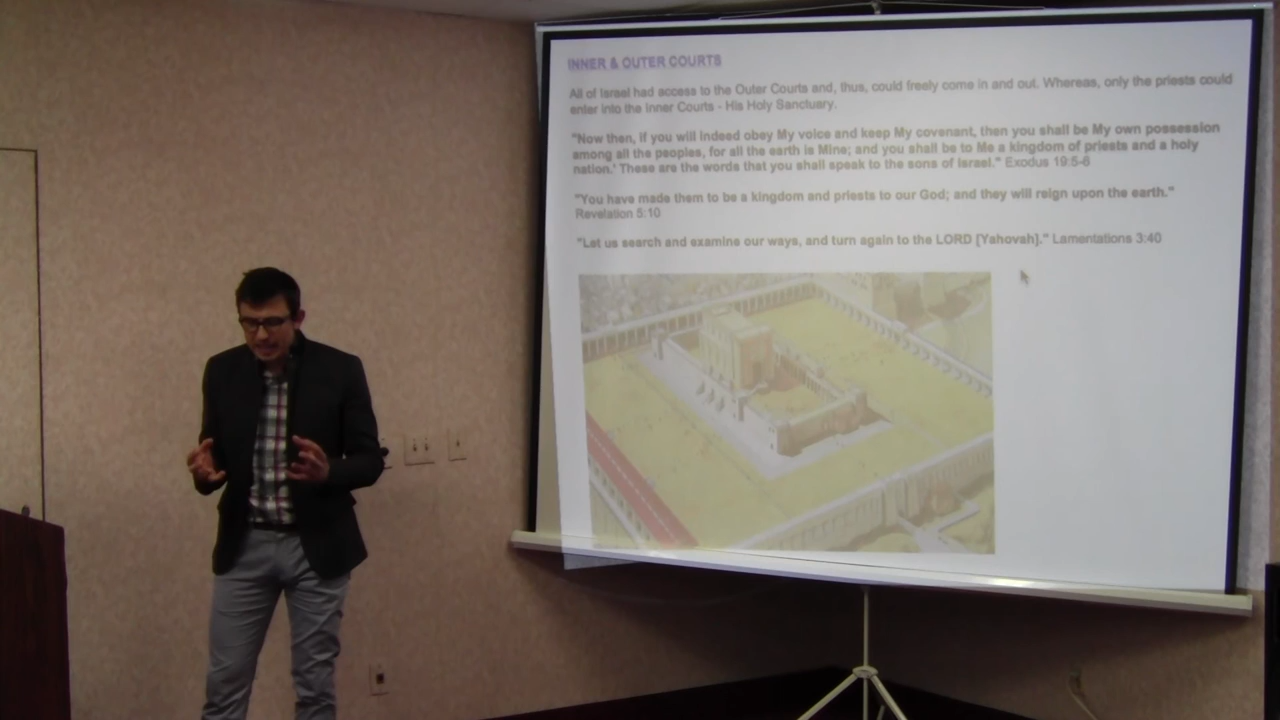 INNER & OUTER COURTS
All of Israel had access to the Outer Courts and, thus, could freely come in and out. Whereas, only the priests could
enter into the Inner Courts - His Holy Sanctuary.
"Now then, if you will indeed obey My voice and keep My covenant, then you shall be My own possession
among all the peoples, for all the earth is Mine; and you shall be to Me a kingdom of priests and a holy
nation.' These are the words that you shall speak to the sons of Israel." Exodus 19:5-6
"You have made them to be a kingdom and priests to our God; and they will reign upon the earth."
Revelation 5:10
"Let us search and examine our ways, and turn again to the LORD [Yahovah]." Lamentations 3:40